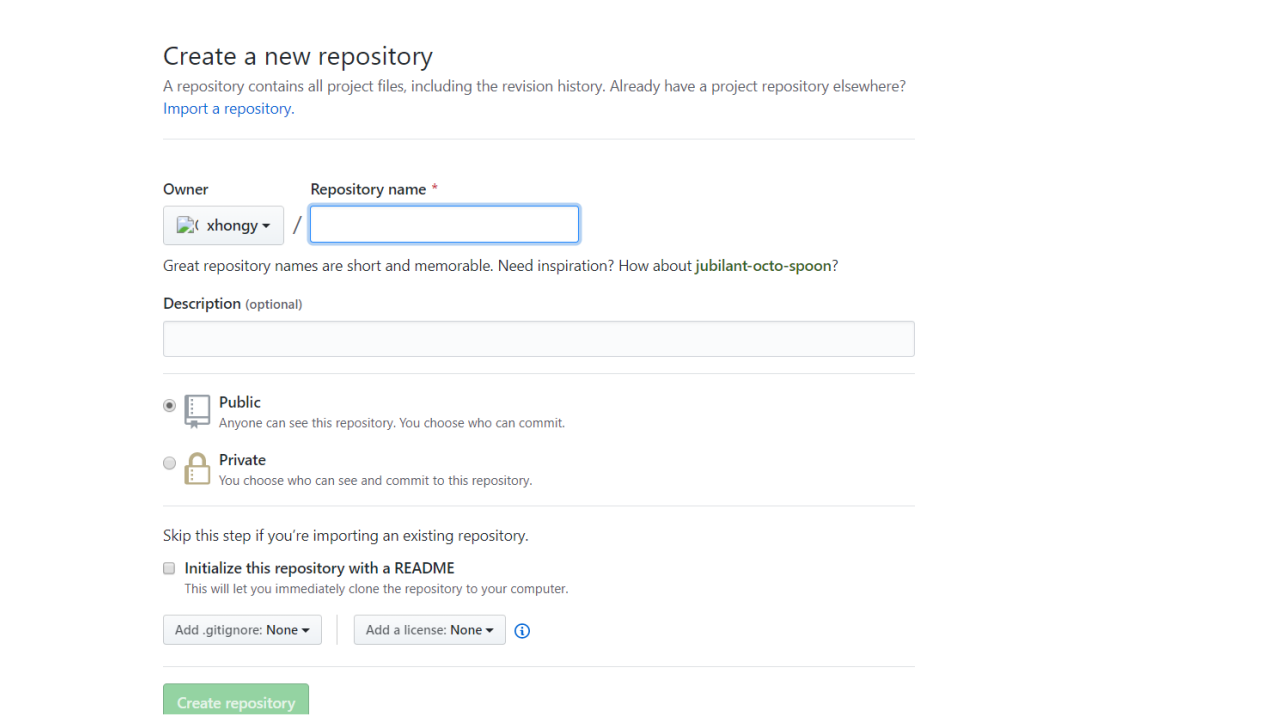 Create a new repository
A repository contains all project files, including the revision history. Already have a project repository elsewhere?
Import a repository.
Owner
Repository name *
xhongy
/
Great repository names are short and memorable. Need inspiration? How about jubilant-octo-spoon?
Description (optional)
Public
Anyone can see this repository. You choose who can commit.
Private
You choose who can see and commit to this repository.
Skip this step if you’re importing an existing repository.
Initialize this repository with a README
This will let you immediately clone the repository to your computer.
Add .gitignore: None
Add a license: None
Create repository